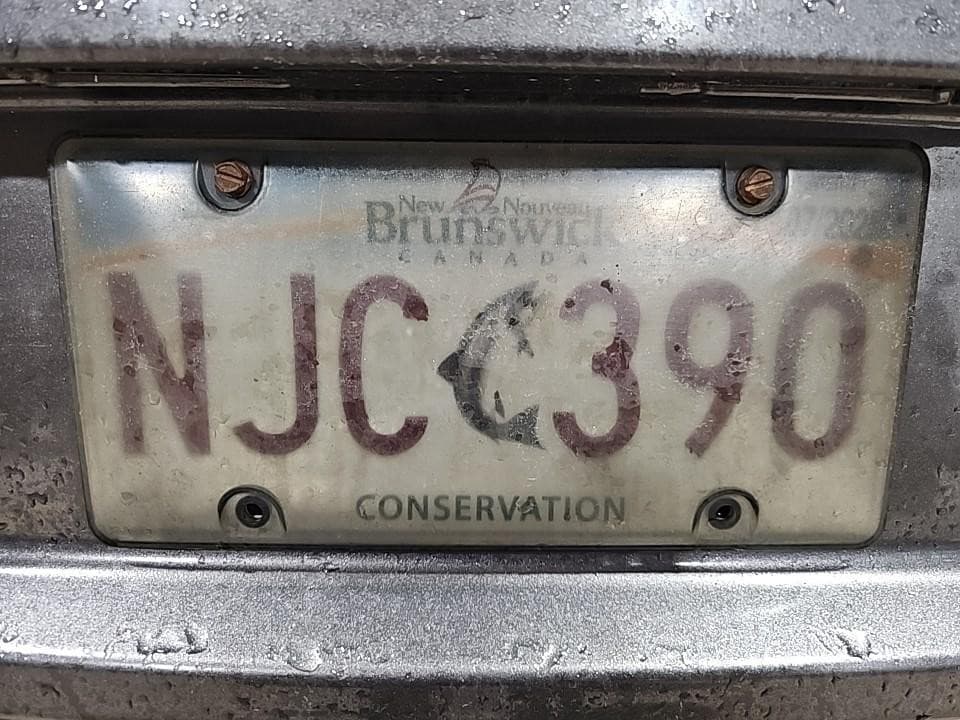 New Nouveau
Brunswick
CANADA
NJC 390
CONSERVATION